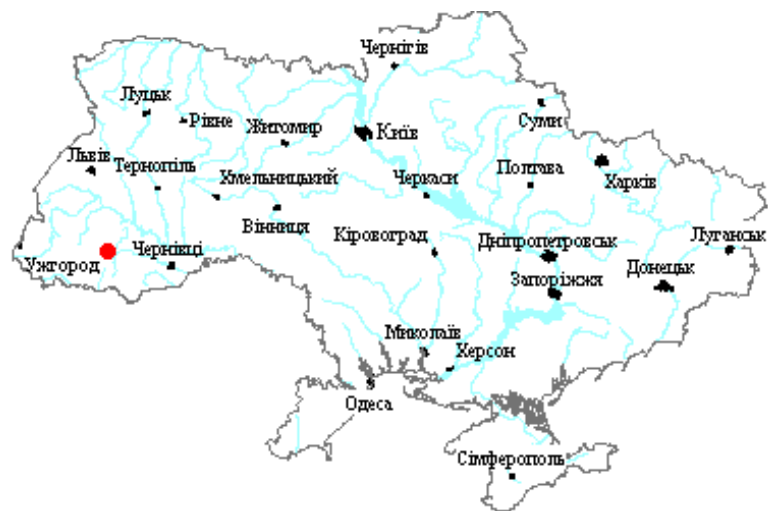 Чернігів
Луцьк
Рівне
Житомир
Київ
Суми
Львів
Тернопіль
Хмельницький
Черкаси
Полтава
Харків
Вінниця
Кіровоград
Дніпропетровськ
Луганськ
Ужгород
Чернівці
Запоріжжя
Донецьк
Миколаїв
Херсон
Одеса
Сімферополь